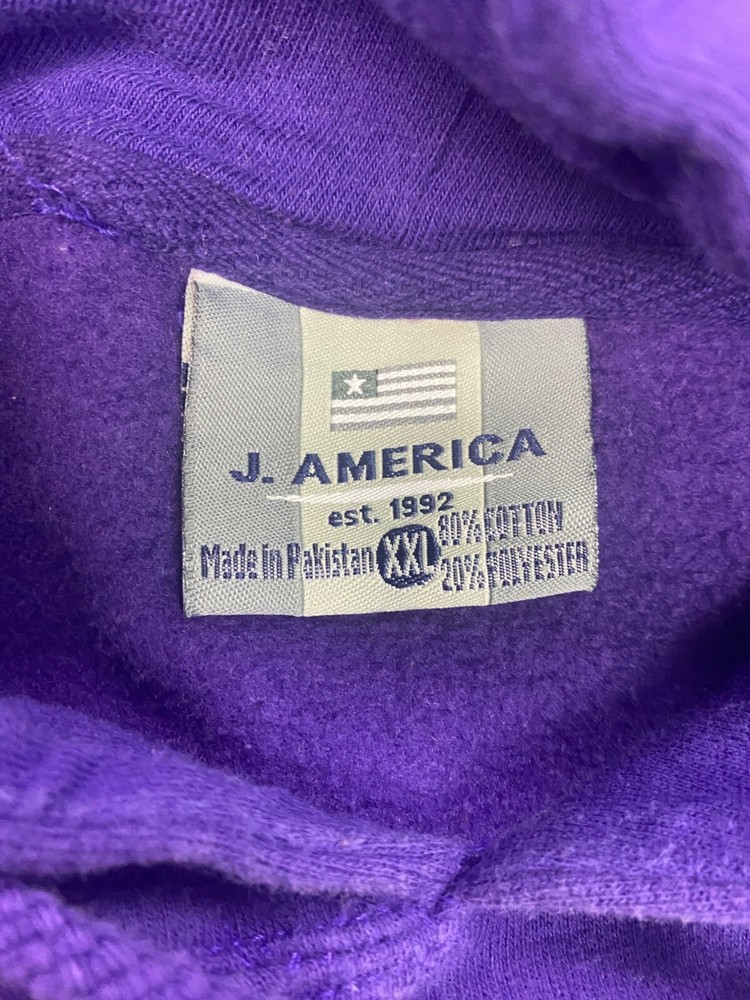 J. AMERICA
est. 1992
Made in Pakistan XXL 80% COTTON
20% POLYESTER